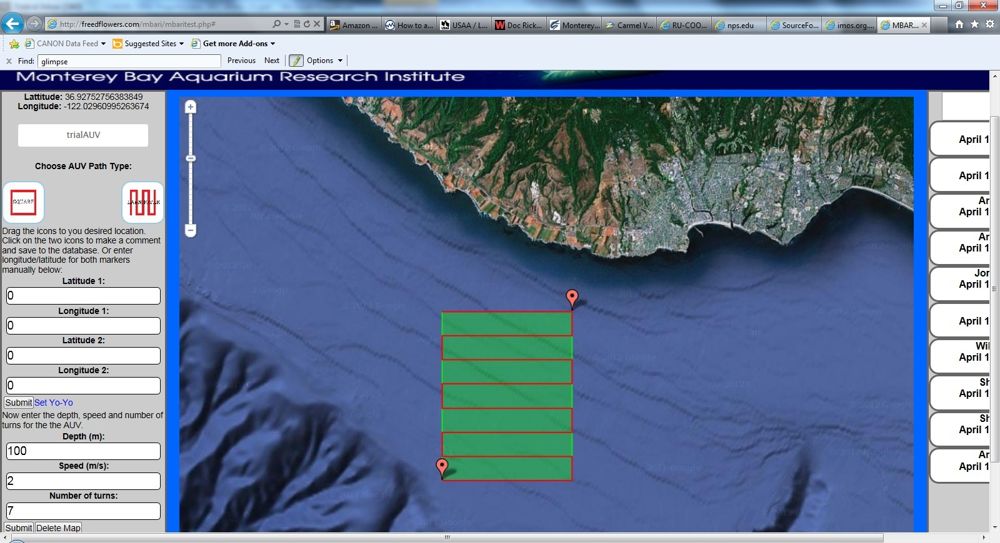 http://freedflowers.com/mbari/mbaritest.php#
Amazon ...
How to a...
USAA / L...
Doc Rick...
Monterey...
Carmel V...
RU-COO...
nps.edu
SourceFo...
imos.org....
MBAR...
CANON Data Feed
Suggested Sites
Get more Add-ons
Find: glimpse
Previous
Next
Options
Monterey Bay Aquarium Research Institute
Lattitude: 36.92752756383849
Longitude: -122.02960995263674
trialAUV
Choose AUV Path Type:
SQUARE
LAWNMOWER
Drag the icons to you desired location.
Click on the two icons to make a comment
and save to the database. Or enter
longitude/latitude for both markers
manually below:
Latitude 1:
0
Longitude 1:
0
Latitude 2:
0
Longitude 2:
0
Submit Set Yo-Yo
Now enter the depth, speed and number of
turns for the the AUV.
Depth (m):
100
Speed (m/s):
2
Number of turns:
7
Submit Delete Map
April 1
April 1
Ar
April 1
Ar
April 1
Jor
April 1
April 1
Wil
April 1
Sh
April 1
Sh
April 1
Ar
April 1